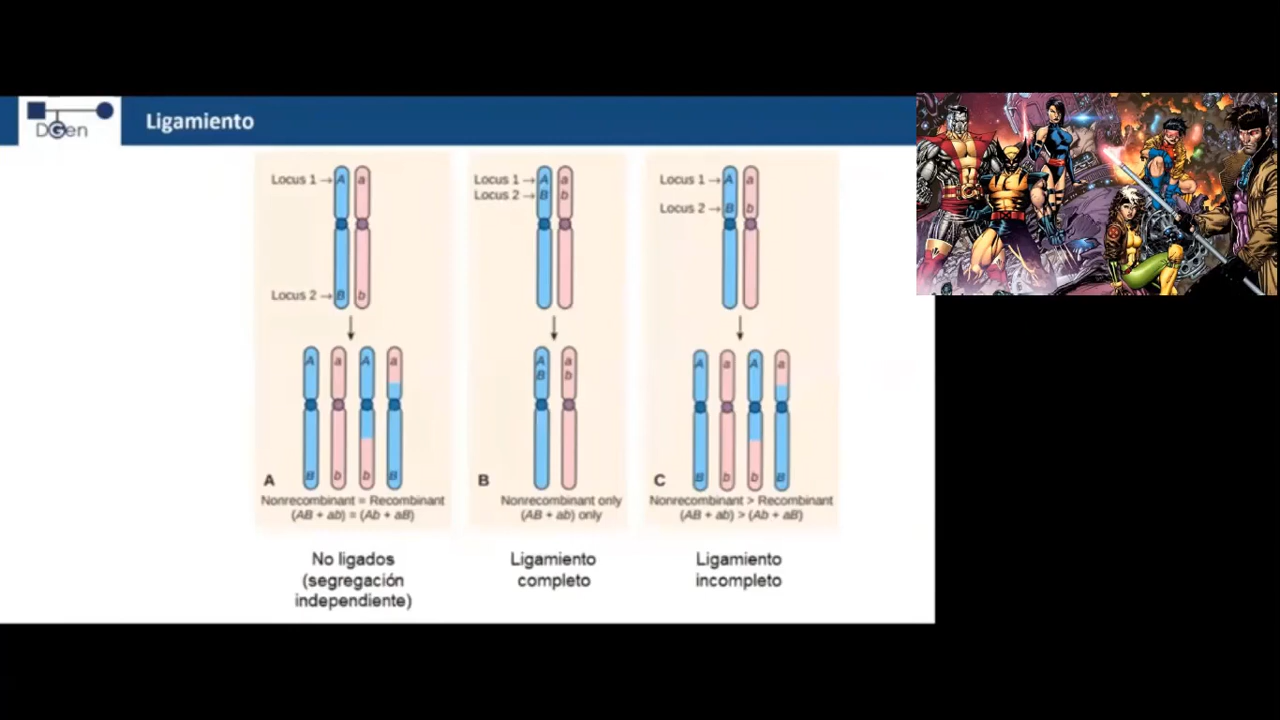 DGen
Ligamiento
Locus 1 → A a
Locus 2 → B b
A a A a
B b b B
A
Nonrecombinant = Recombinant
(AB + ab) = (Ab + aB)
No ligados
(segregación
independiente)
Locus 1 → A a
Locus 2 → B b
A a
B b
B
Nonrecombinant only
(AB + ab) only
Ligamiento
completo
Locus 1 → A a
Locus 2 → B b
A a A a
B b b B
C
Nonrecombinant > Recombinant
(AB + ab) > (Ab + aB)
Ligamiento
incompleto